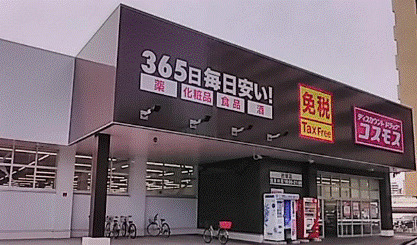 365日毎日安い!
薬 化粧品 食品 酒
免税
Tax Free
ディスカウント ドラッグ
コスモス